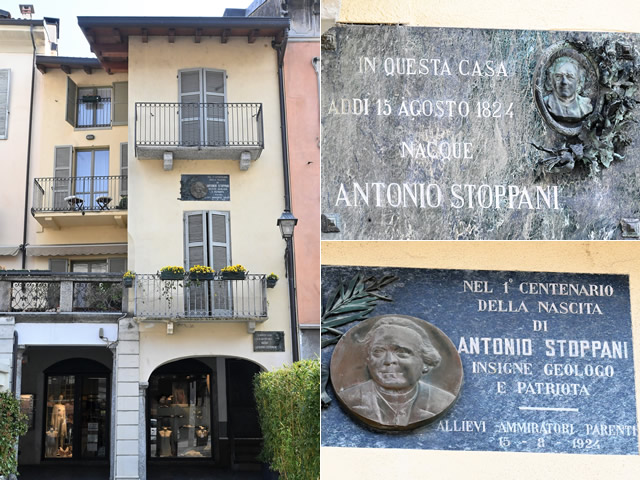 IN QUESTA CASA
ADDI 15 AGOSTO 1824
NACQUE
ANTONIO STOPPANI
NEL 1° CENTENARIO
DELLA NASCITA
DI
ANTONIO STOPPANI
INSIGNE GEOLOGO
E PATRIOTA
ALLIEVI AMMIRATORI PARENTI
15-8-1924